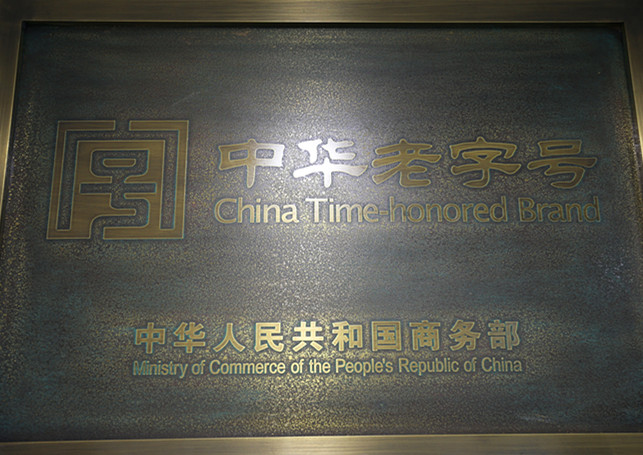 中华老字号
China Time-honored Brand
中华人民共和国商务部
Ministry of Commerce of the People's Republic of China